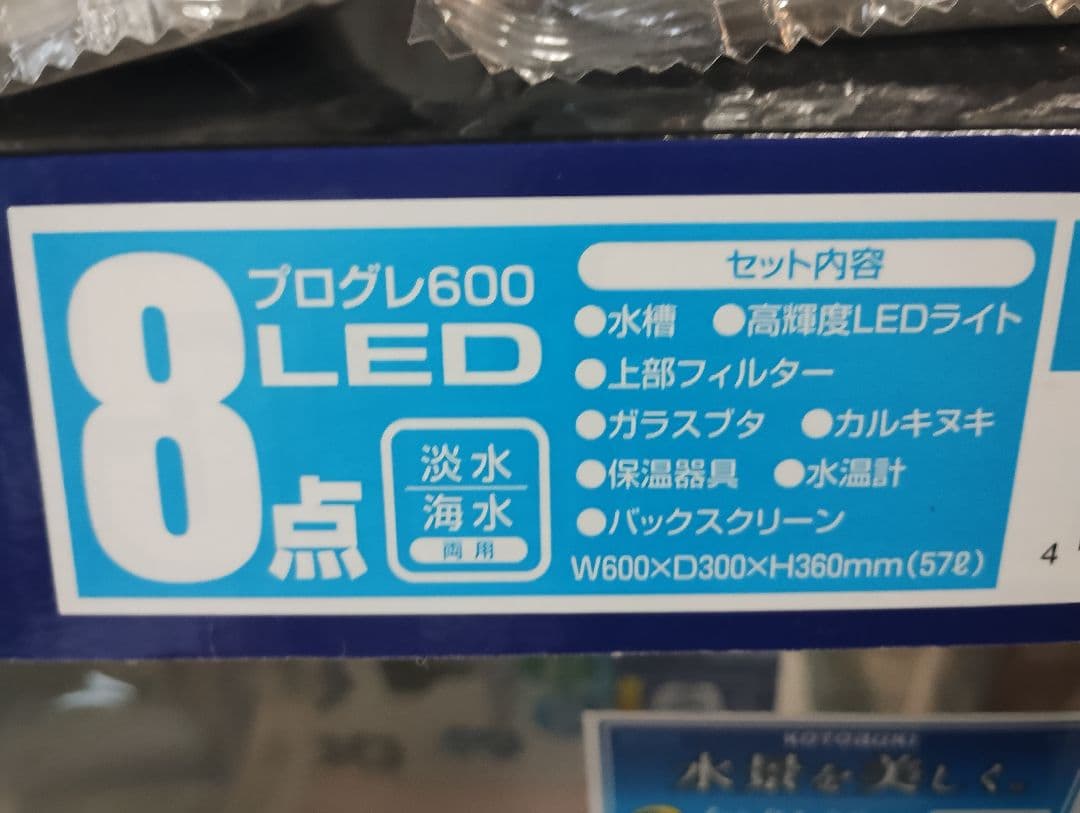 8点
プログレ600
LED
淡水
海水
両用
セット内容
●水槽 ●高輝度LEDライト
●上部フィルター
●ガラスブタ ●カルキヌキ
●保温器具 ●水温計
●バックスクリーン
W600×D300×H360mm(57ℓ)
4
KOTOBUKI
水景を美しく。